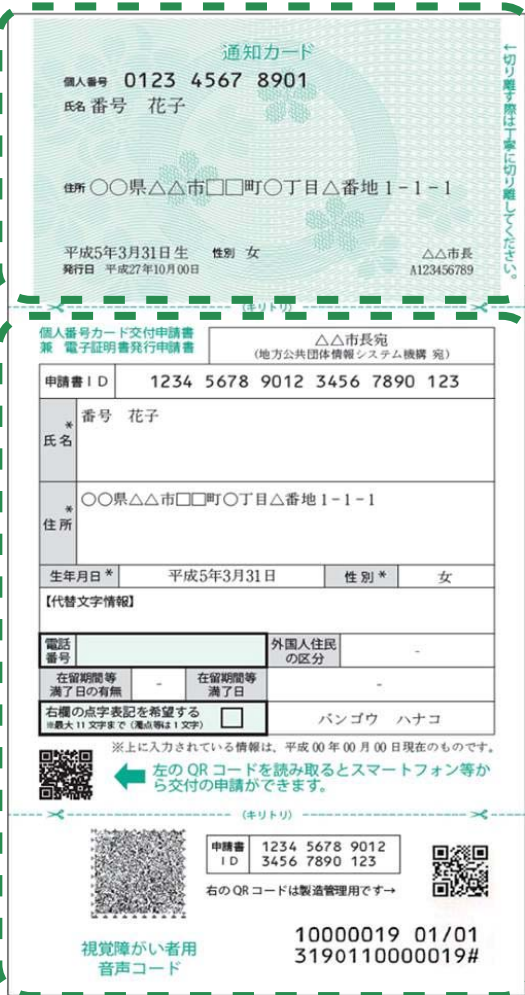 通知カード
個人番号 0123 4567 8901
氏名 番号 花子
住所 〇〇県△△市□□町〇丁目△番地1-1-1
平成5年3月31日生 性別 女
発行日 平成27年10月00日
△△市長
A123456789
←切り離す際は丁寧に切り離してください。
(キリトリ)
個人番号カード交付申請書
兼 電子証明書発行申請書
△△市長宛
(地方公共団体情報システム機構 宛)
申請書ID 1234 5678 9012 3456 7890 123
氏名* 番号 花子
住所* 〇〇県△△市□□町〇丁目△番地1-1-1
生年月日* 平成5年3月31日 性別* 女
【代替文字情報】
電話番号
外国人住民の区分 -
在留期間等満了日の有無 -
在留期間等満了日 -
右欄の点字表記を希望する
※最大11文字まで(濁点等は1文字)
バンゴウ ハナコ
※上に入力されている情報は、平成00年00月00日現在のものです。
左のQRコードを読み取るとスマートフォン等か
ら交付の申請ができます。
(キリトリ)
申請書ID 1234 5678 9012
3456 7890 123
右のQRコードは製造管理用です→
視覚障がい者用
音声コード
10000019 01/01
3190110000019#